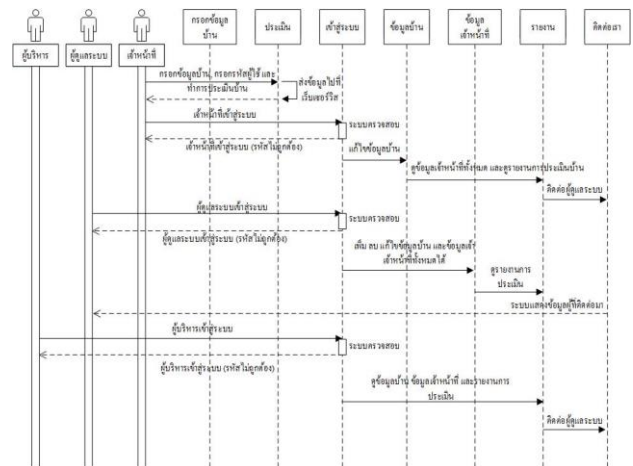 กรอกข้อมูล
บ้าน
ประเมิน
เข้าสู่ระบบ
ข้อมูลบ้าน
ข้อมูล
เจ้าหน้าที่
รายงาน
ติดต่อเรา
ผู้บริหาร
ผู้ดูแลระบบ
เจ้าหน้าที่
กรอกข้อมูลบ้าน, กรอกรหัสผู้ใช้ และ
ทำการประเมินบ้าน
ส่งข้อมูลไปที่
เว็บเซอร์วิส
เจ้าหน้าที่เข้าสู่ระบบ
ระบบตรวจสอบ
เจ้าหน้าที่เข้าสู่ระบบ (รหัสไม่ถูกต้อง)
แก้ไขข้อมูลบ้าน
ดูข้อมูลเจ้าหน้าที่ทั้งหมด และดูรายงานการประเมินบ้าน
ติดต่อผู้ดูแลระบบ
ผู้ดูแลระบบเข้าสู่ระบบ
ระบบตรวจสอบ
ผู้ดูแลระบบเข้าสู่ระบบ (รหัสไม่ถูกต้อง)
เพิ่ม ลบ แก้ไขข้อมูลบ้าน และข้อมูลเจ้า
เจ้าหน้าที่ทั้งหมดได้
ดูรายงานการ
ประเมิน
ระบบแสดงข้อมูลผู้ที่ติดต่อมา
ผู้บริหารเข้าสู่ระบบ
ระบบตรวจสอบ
ผู้บริหารเข้าสู่ระบบ (รหัสไม่ถูกต้อง)
ดูข้อมูลบ้าน ข้อมูลเจ้าหน้าที่ และรายงานการ
ประเมิน
ติดต่อผู้ดูแลระบบ